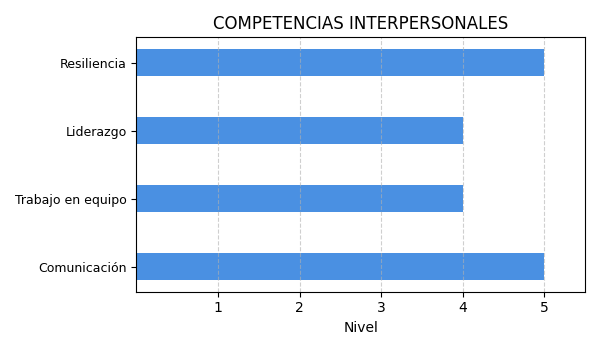 COMPETENCIAS INTERPERSONALES
Resiliencia
Liderazgo
Trabajo en equipo
Comunicación
1 2 3 4 5
Nivel